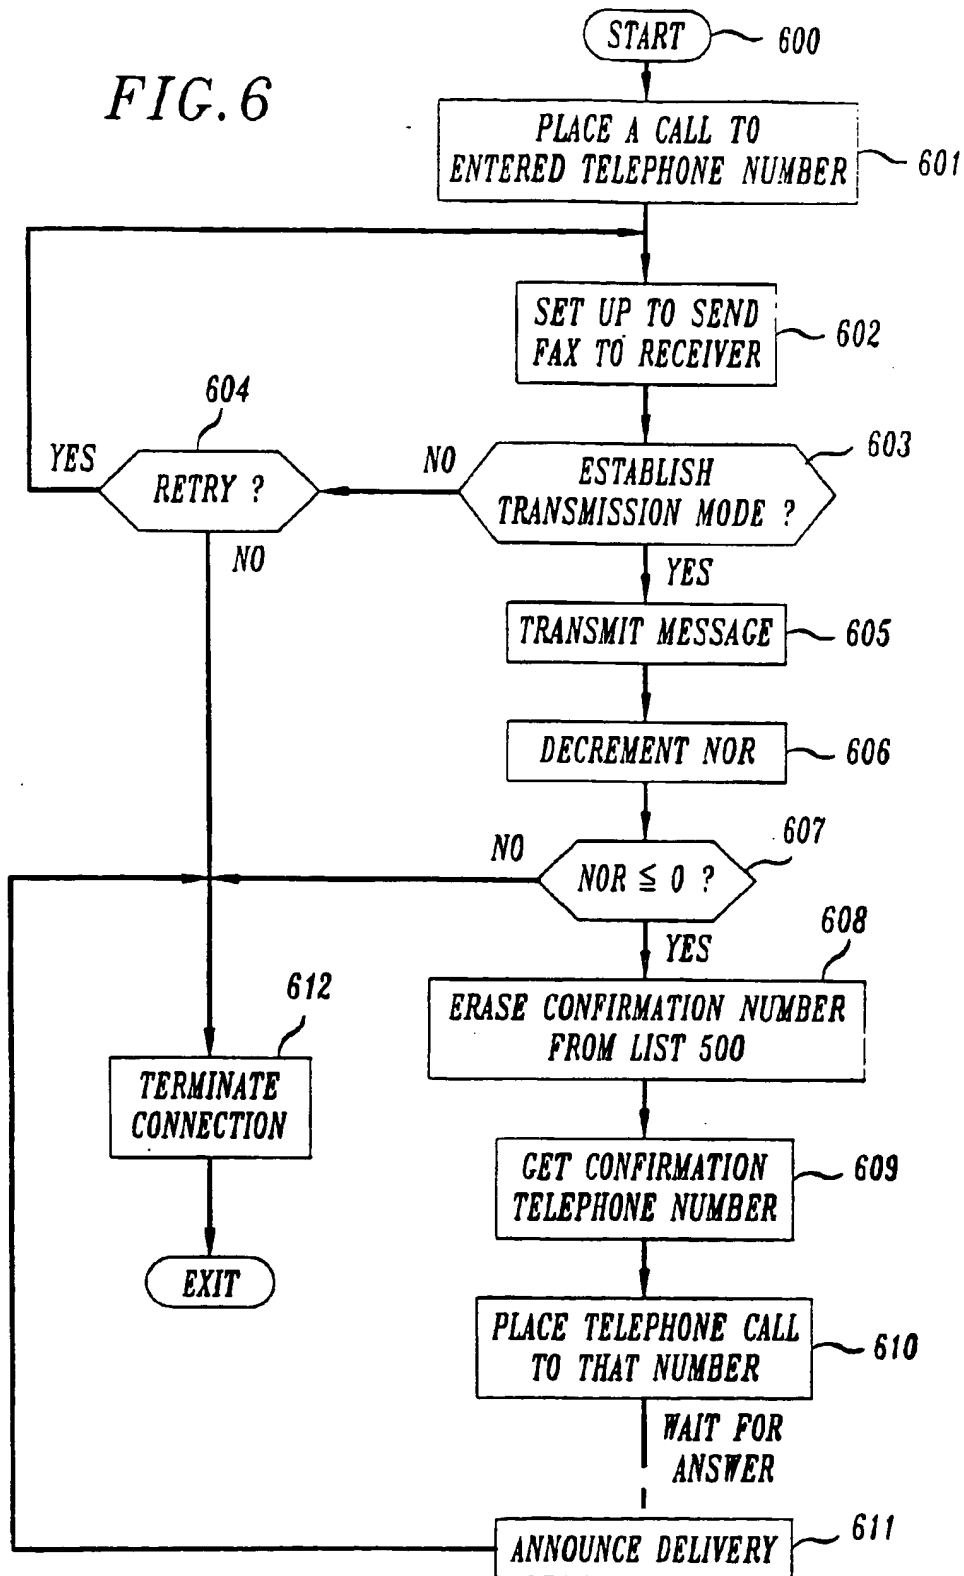 START
600
FIG. 6
PLACE A CALL TO
ENTERED TELEPHONE NUMBER
601
SET UP TO SEND
FAX TO RECEIVER
602
604
YES
RETRY ?
NO
NO
ESTABLISH
TRANSMISSION MODE ?
603
YES
TRANSMIT MESSAGE
605
DECREMENT NOR
606
NO
NOR ≦ 0 ?
607
YES
608
ERASE CONFIRMATION NUMBER
FROM LIST 500
612
TERMINATE
CONNECTION
GET CONFIRMATION
TELEPHONE NUMBER
609
EXIT
PLACE TELEPHONE CALL
TO THAT NUMBER
610
WAIT FOR
ANSWER
ANNOUNCE DELIVERY
611